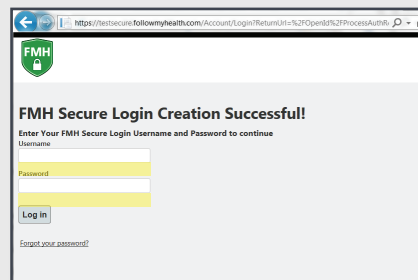 https://testsecure.followmyhealth.com/Account/Login?ReturnUrl=%2FOpenId%2FProcessAuthR
FMH
FMH Secure Login Creation Successful!
Enter Your FMH Secure Login Username and Password to continue
Username
Password
Log in
Forgot your password?